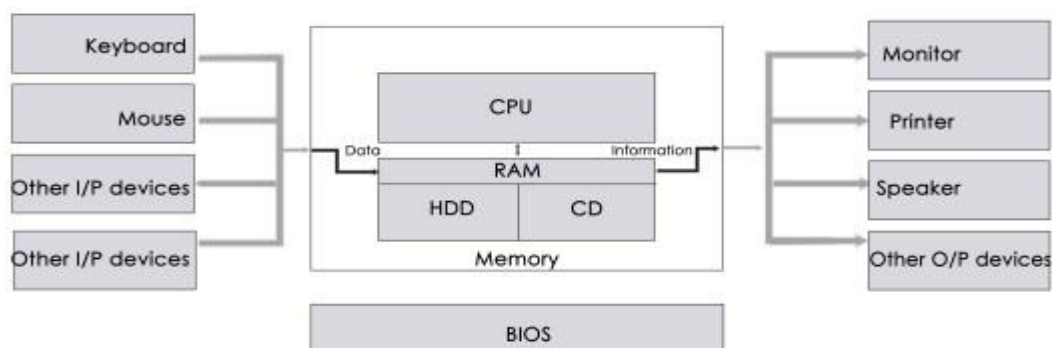 Keyboard
Mouse
Other I/P devices
Other I/P devices
CPU
Data
Information
RAM
HDD
CD
Memory
BIOS
Monitor
Printer
Speaker
Other O/P devices